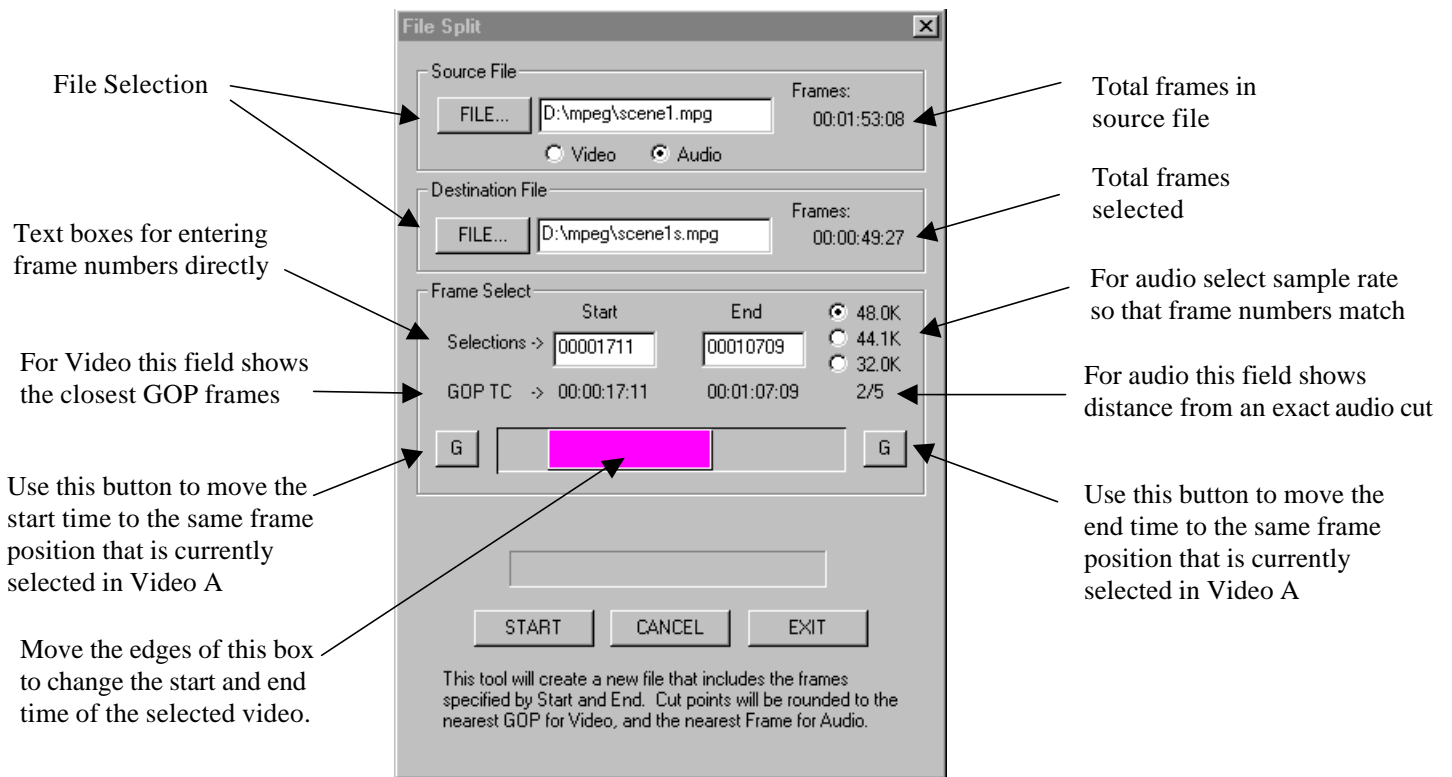 File Split
Source File
Frames:
FILE...
D:\mpeg\scene1.mpg
00:01:53:08
Video
Audio
Destination File
Frames:
FILE...
D:\mpeg\scene1s.mpg
00:00:49:27
Frame Select
Start
End
48.0K
44.1K
32.0K
Selections ->
00001711
00010709
GOP TC ->
00:00:17:11
00:01:07:09
2/5
G
G
START
CANCEL
EXIT
This tool will create a new file that includes the frames
specified by Start and End. Cut points will be rounded to the
nearest GOP for Video, and the nearest Frame for Audio.
File Selection
Text boxes for entering
frame numbers directly
For Video this field shows
the closest GOP frames
Use this button to move the
start time to the same frame
position that is currently
selected in Video A
Move the edges of this box
to change the start and end
time of the selected video.
Total frames in
source file
Total frames
selected
For audio select sample rate
so that frame numbers match
For audio this field shows
distance from an exact audio cut
Use this button to move the
end time to the same frame
position that is currently
selected in Video A